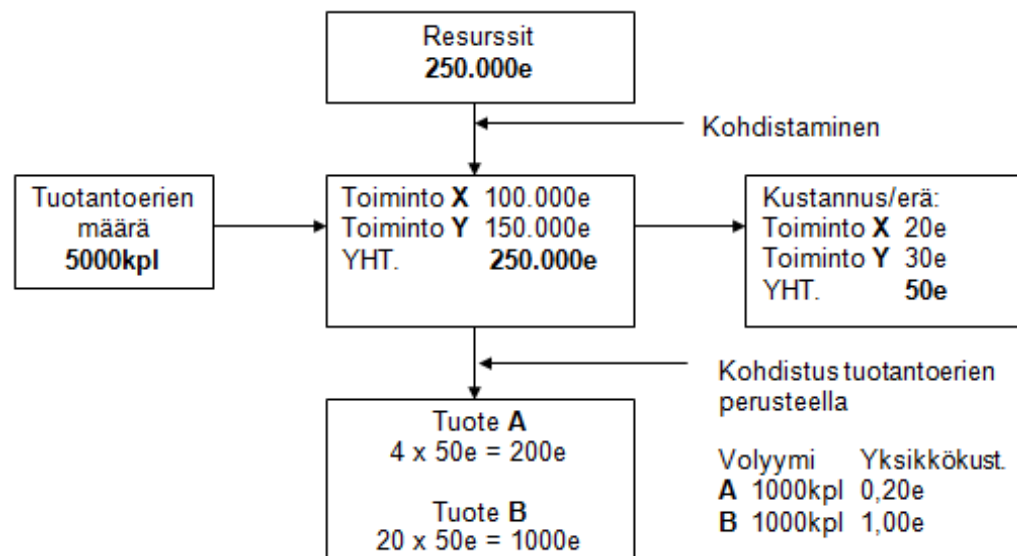 Resurssit
250.000e
Kohdistaminen
Tuotantoerien
määrä
5000kpl
Toiminto X 100.000e
Toiminto Y 150.000e
YHT. 250.000e
Kustannus/erä:
Toiminto X 20e
Toiminto Y 30e
YHT. 50e
Kohdistus tuotantoerien
perusteella
Tuote A
4 x 50e = 200e
Tuote B
20 x 50e = 1000e
Volyymi Yksikkökust.
A 1000kpl 0,20e
B 1000kpl 1,00e